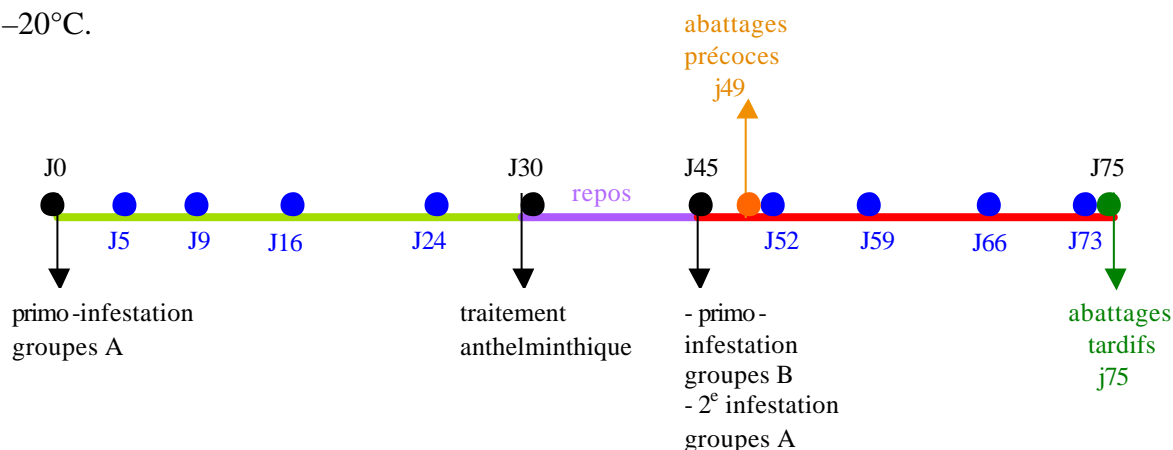 –20°C.
abattages
précoces
j49
J0
J30
J45
J75
repos
J5
J9
J16
J24
J52
J59
J66
J73
primo-infestation
groupes A
traitement
anthelminthique
- primo-
infestation
groupes B
- 2e infestation
groupes A
abattages
tardifs
j75